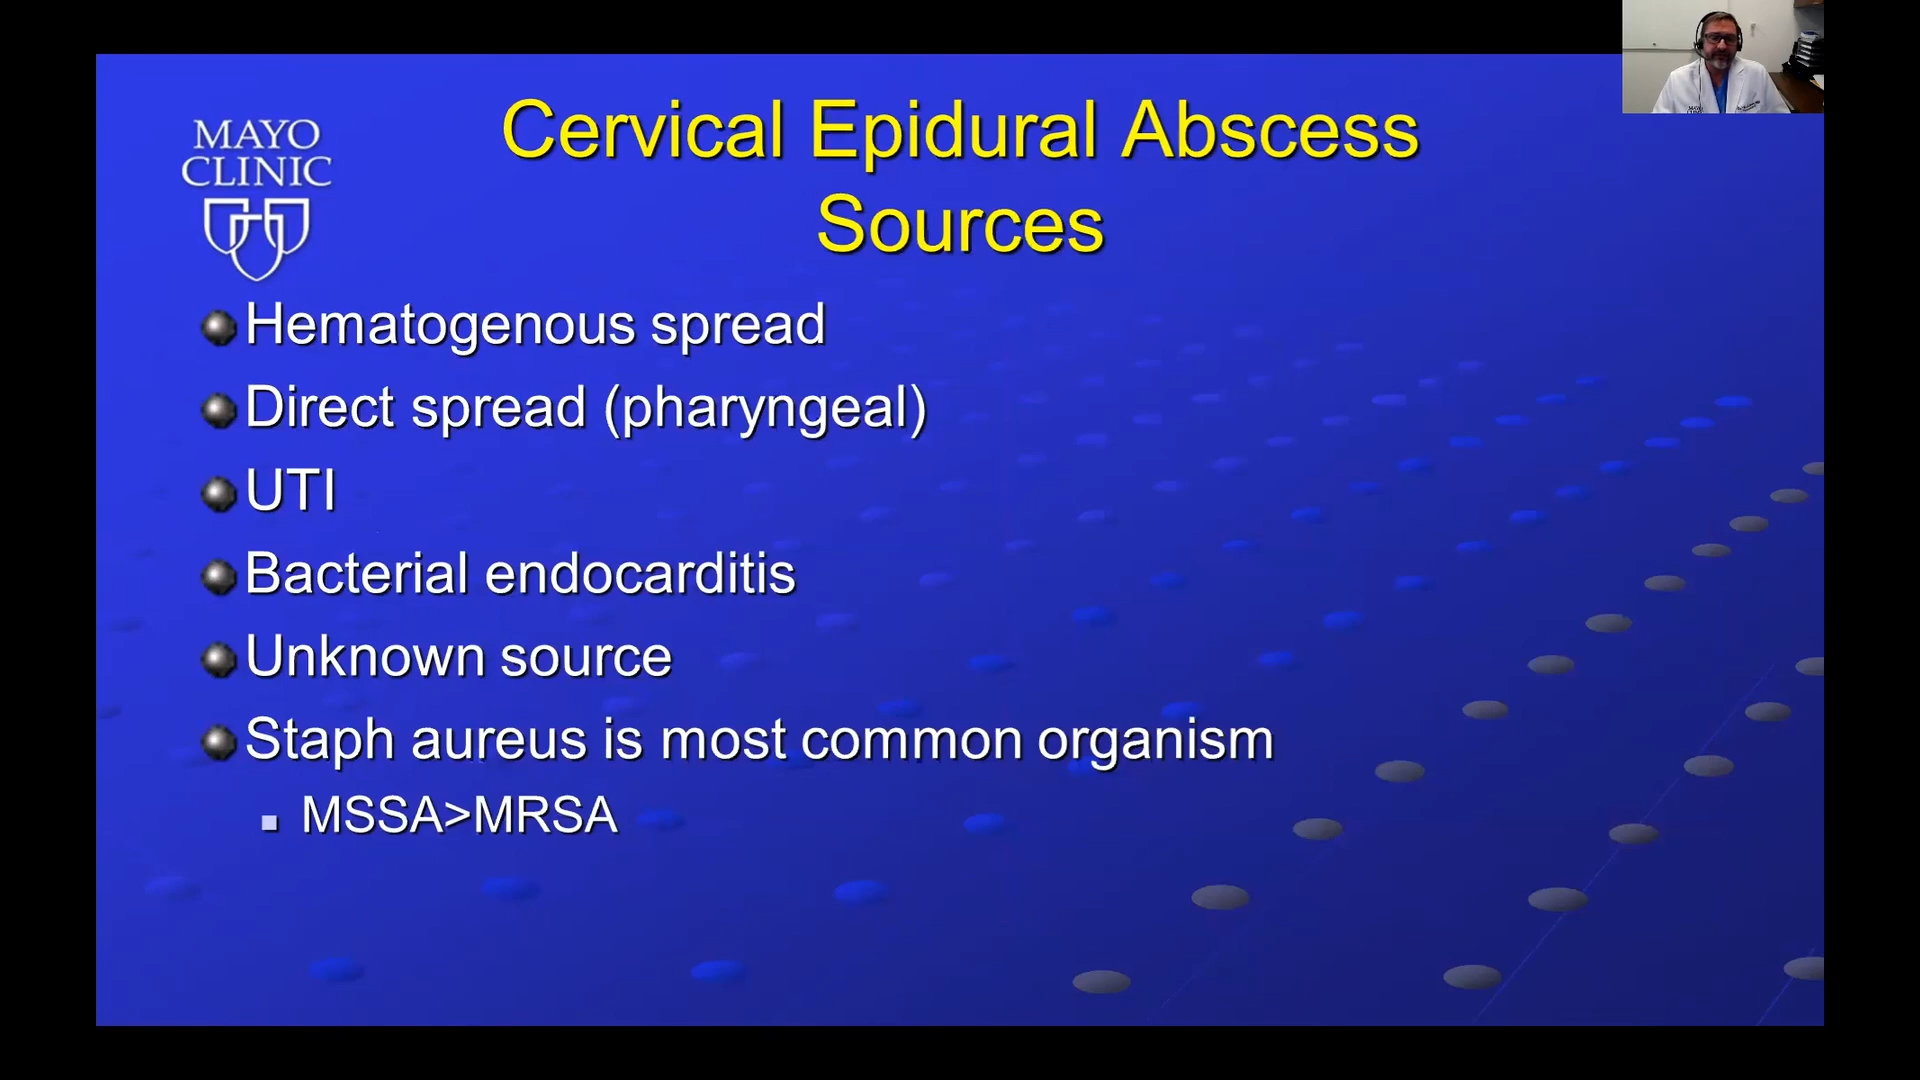 MAYO
CLINIC
Cervical Epidural Abscess
Sources
Hematogenous spread
Direct spread (pharyngeal)
UTI
Bacterial endocarditis
Unknown source
Staph aureus is most common organism
MSSA>MRSA